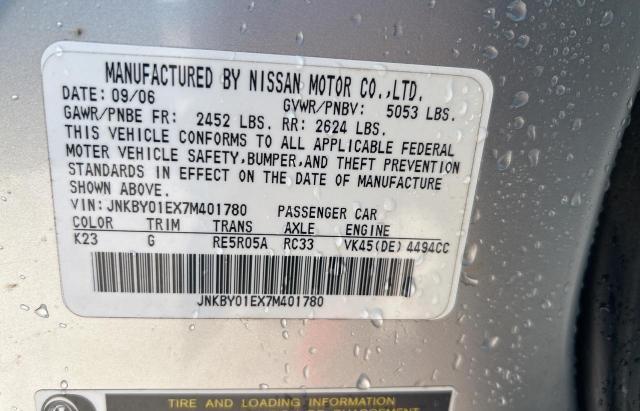 MANUFACTURED BY NISSAN MOTOR CO.,LTD.
DATE: 09/06 GVWR/PNBV: 5053 LBS.
GAWR/PNBE FR: 2452 LBS. RR: 2624 LBS.
THIS VEHICLE CONFORMS TO ALL APPLICABLE FEDERAL
MOTOR VEHICLE SAFETY,BUMPER,AND THEFT PREVENTION
STANDARDS IN EFFECT ON THE DATE OF MANUFACTURE
SHOWN ABOVE.
VIN:JNKBY01EX7M401780 PASSENGER CAR
COLOR TRIM TRANS AXLE ENGINE
K23 G RE5R05A RC33 VK45(DE) 4494CC
JNKBY01EX7M401780
TIRE AND LOADING INFORMATION